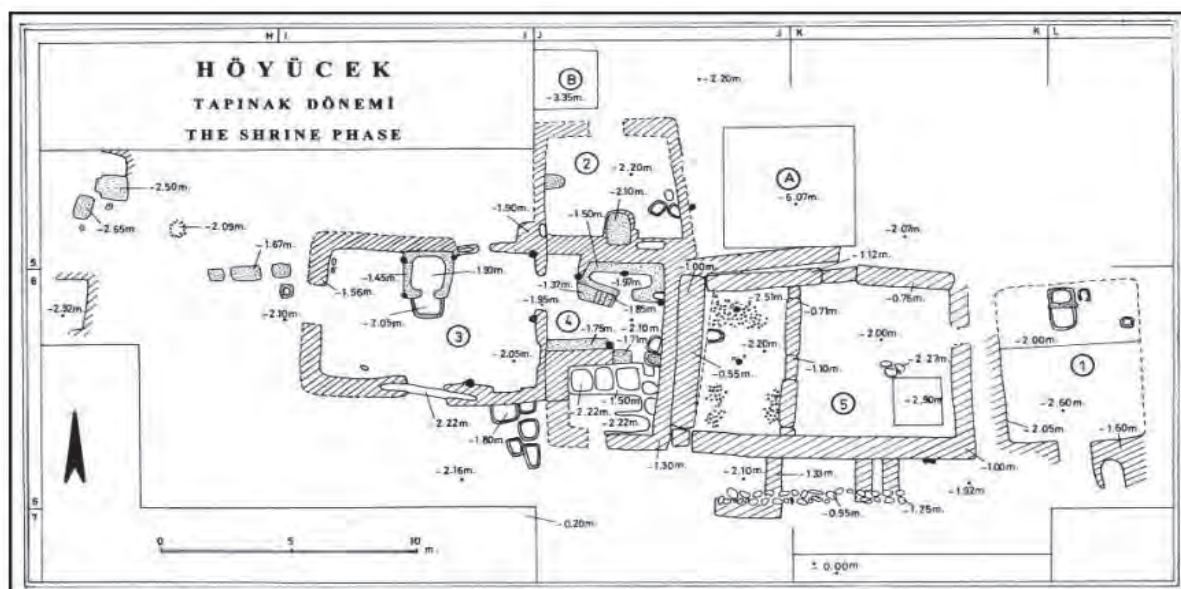 H I
I J
J K
K L
HÖYÜCEK
TAPINAK DÖNEMİ
THE SHRINE PHASE
B
-3.35m.
-2.20m.
2
-2.20m.
-2.10m.
A
-6.07m.
-2.50m.
-2.65m.
-2.09m.
-1.90m.
-1.50m.
-2.07m.
-1.12m.
5
6
-1.67m.
-1.45m.
-1.56m.
-1.37m.
-1.97m.
-1.00m.
-2.51m.
-0.71m.
-0.76m.
-2.32m.
-2.10m.
-2.05m.
3
-1.95m.
4
-1.85m.
-2.10m.
-1.71m.
-1.75m.
-2.05m.
-2.20m.
-2.00m.
-2.00m.
-0.55m.
-1.10m.
-2.27m.
5
-2.90m.
1
-2.60m.
-2.22m.
-1.80m.
-2.22m.
-1.50m.
-2.22m.
-2.05m.
-1.60m.
-2.16m.
-1.30m.
-2.10m.
-1.33m.
-1.00m.
-1.92m.
6
7
-0.20m.
-0.95m.
-1.25m.
0 5 10 m.
± 0.00m.